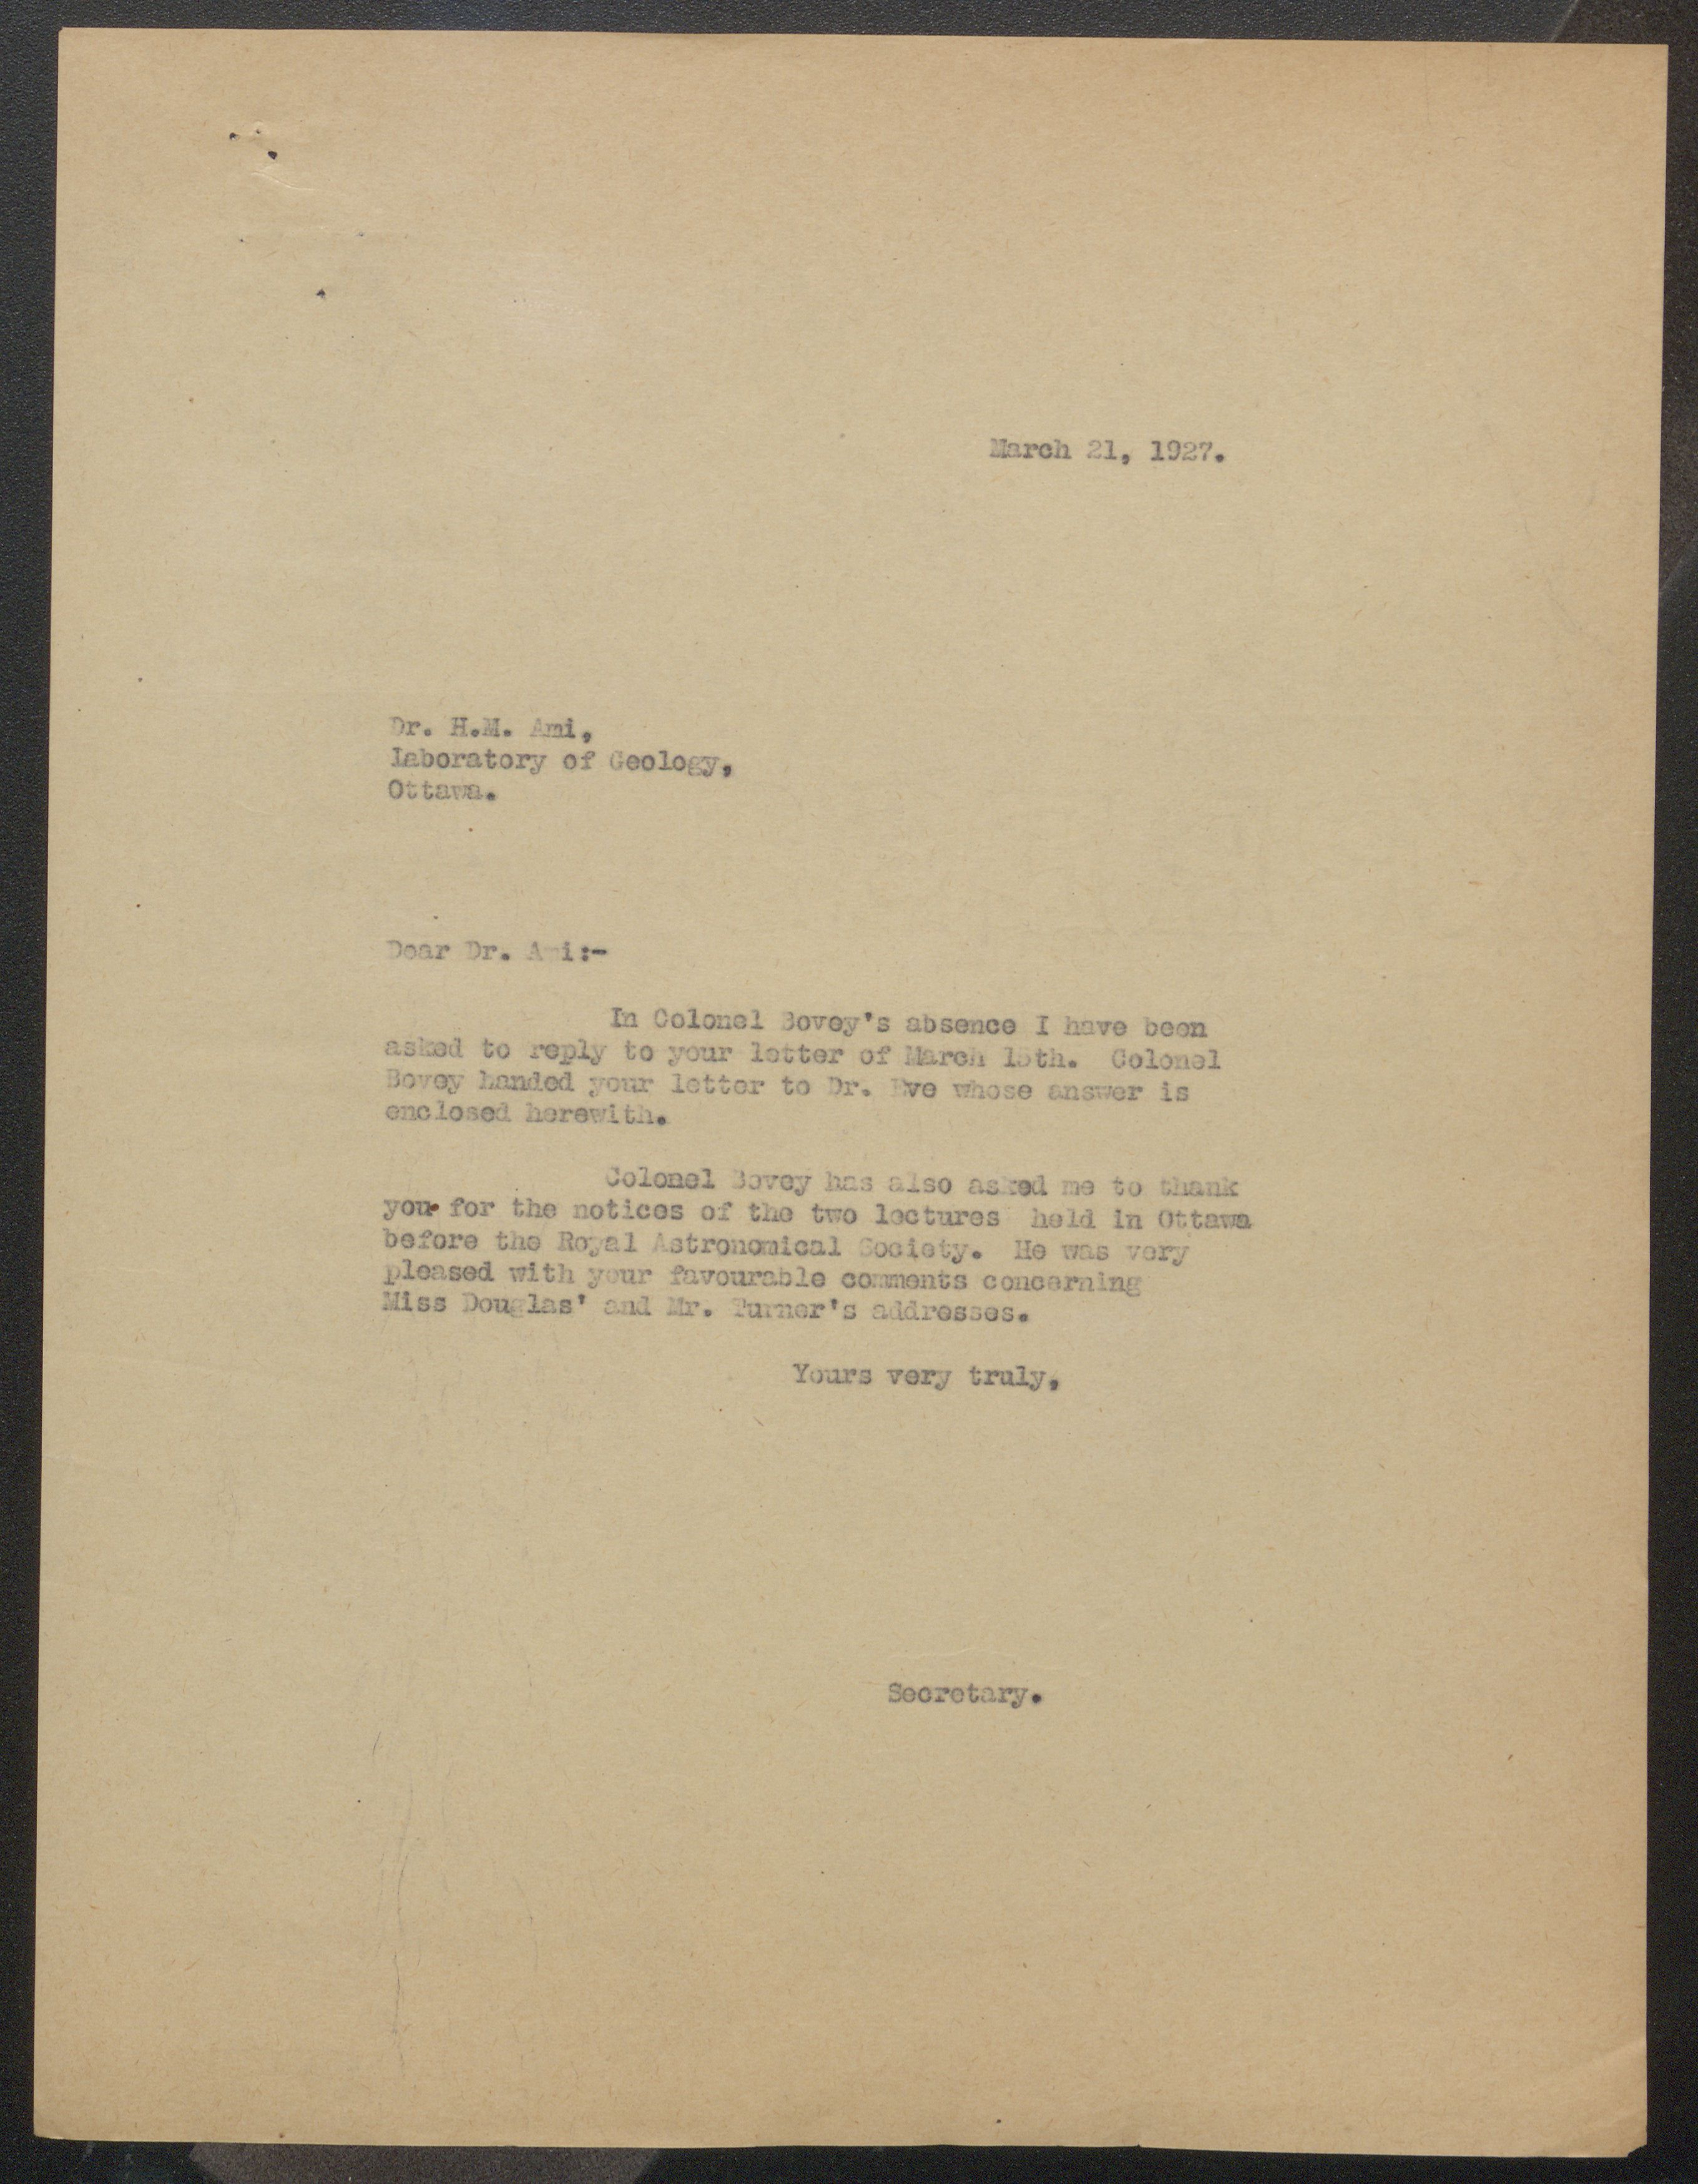 March 21, 1927.
Dr. H.M. Ami,
Laboratory of Geology,
Ottawa.
Dear Dr. Ami:-
In Colonel Bovey's absence I have been
asked to reply to your letter of March 15th. Colonel
Bovey handed your letter to Dr. Eve whose answer is
enclosed herewith.
Colonel Bovey has also asked me to thank
you for the notices of the two lectures held in Ottawa
before the Royal Astronomical Society. He was very
pleased with your favourable comments concerning
Miss Douglas' and Mr. Turner's addresses.
Yours very truly,
Secretary.